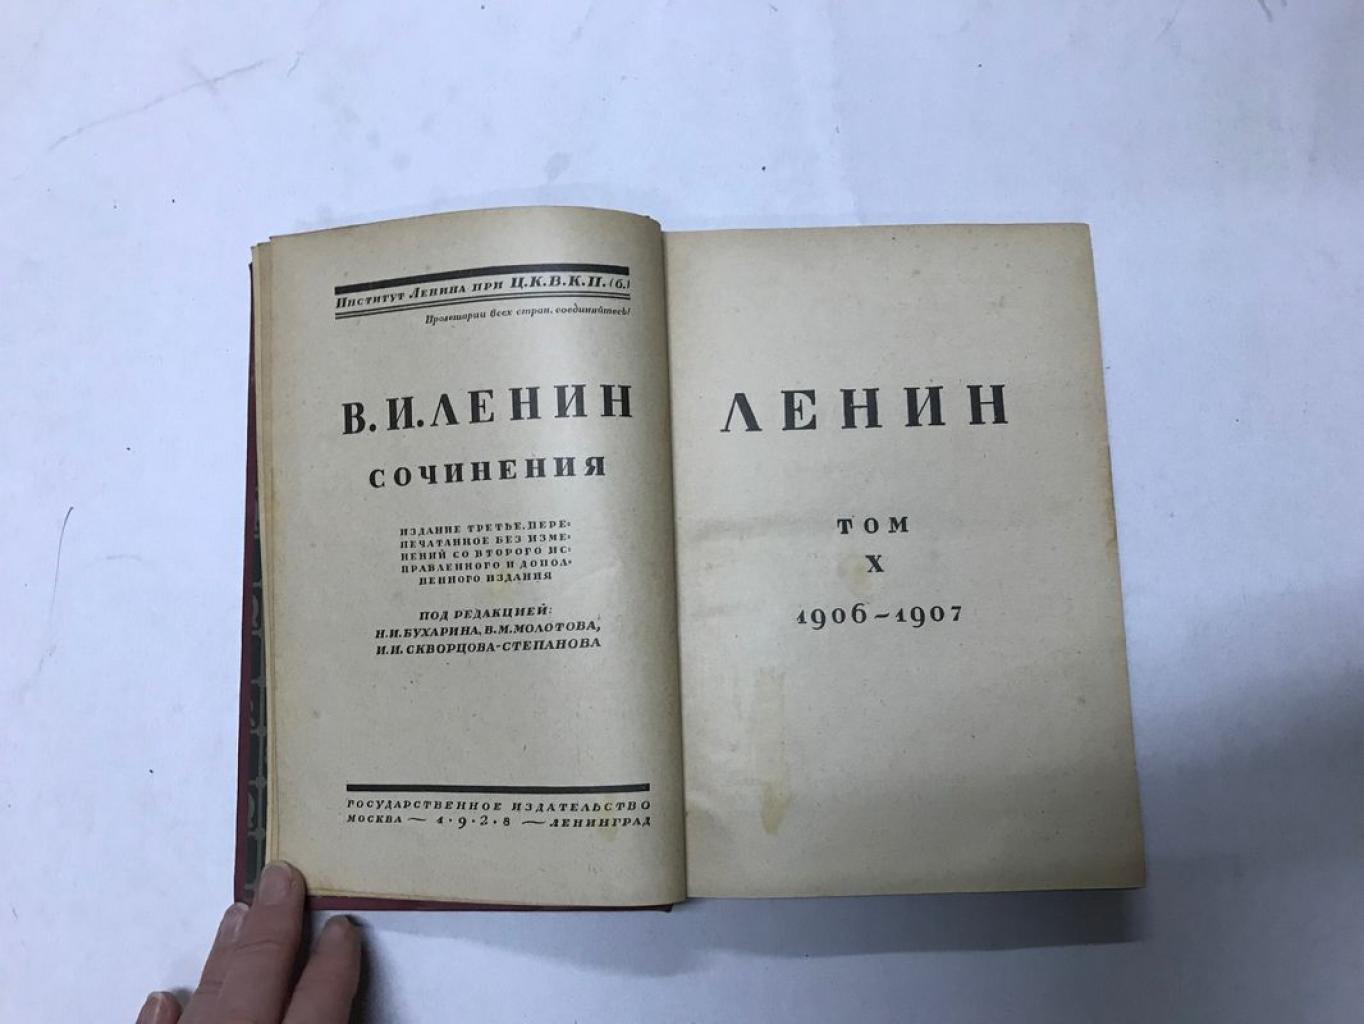 Институт Ленина при Ц.К.В.К.П.(б.)
Пролетарии всех стран, соединяйтесь!
В. И. ЛЕНИН
СОЧИНЕНИЯ
ИЗДАНИЕ ТРЕТЬЕ, ПЕРЕ-
ПЕЧАТАННОЕ БЕЗ ИЗМЕ-
НЕНИЙ СО ВТОРОГО ИС-
ПРАВЛЕННОГО И ДОПОЛ-
НЕННОГО ИЗДАНИЯ
ПОД РЕДАКЦИЕЙ:
Н.И. БУХАРИНА, В.М. МОЛОТОВА,
И.И. СКВОРЦОВА-СТЕПАНОВА
ГОСУДАРСТВЕННОЕ ИЗДАТЕЛЬСТВО
МОСКВА — 1·9·2·8 — ЛЕНИНГРАД
ЛЕНИН
ТОМ
X
1906–1907